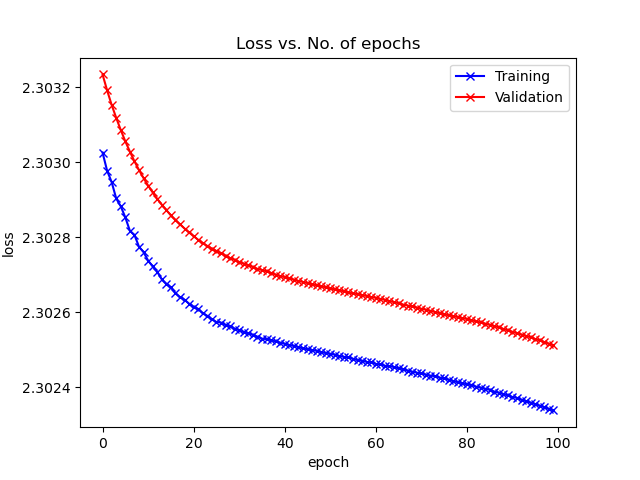 Loss vs. No. of epochs
Training
Validation
2.3032
2.3030
2.3028
2.3026
2.3024
loss
0
20
40
60
80
100
epoch